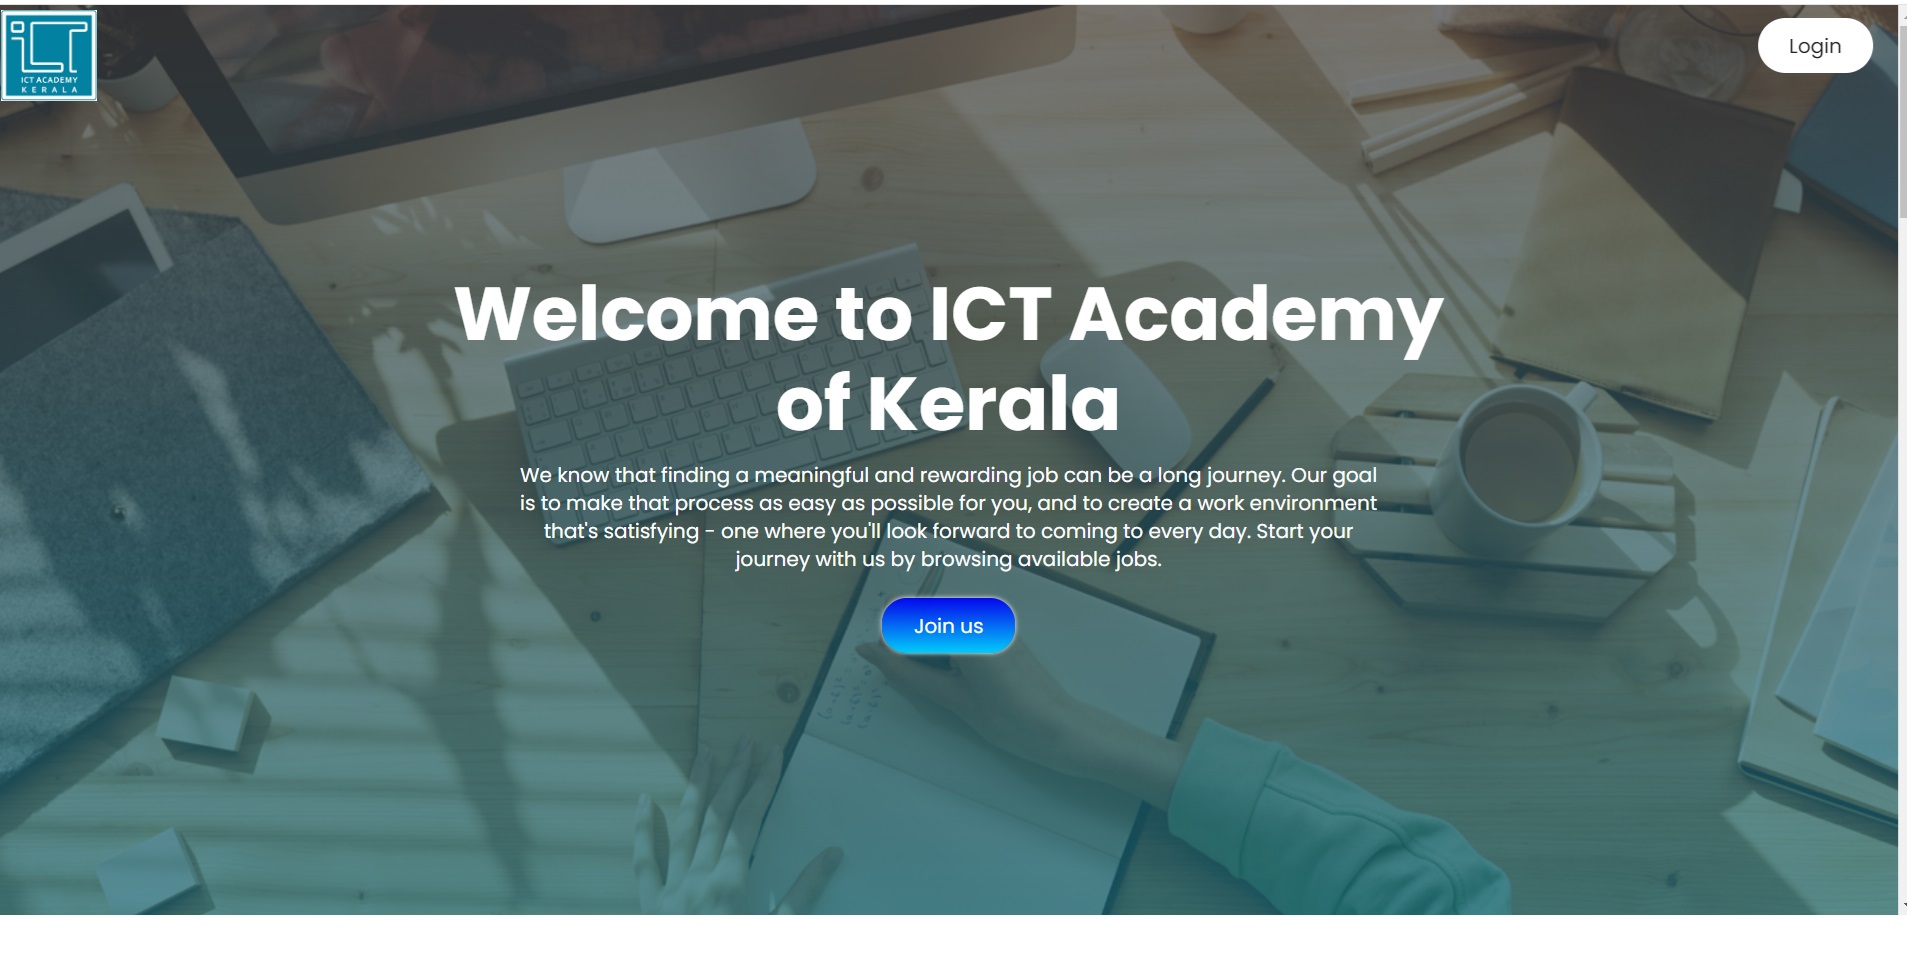 ICT ACADEMY
KERALA
Login
Welcome to ICT Academy
of Kerala
We know that finding a meaningful and rewarding job can be a long journey. Our goal
is to make that process as easy as possible for you, and to create a work environment
that's satisfying - one where you'll look forward to coming to every day. Start your
journey with us by browsing available jobs.
Join us